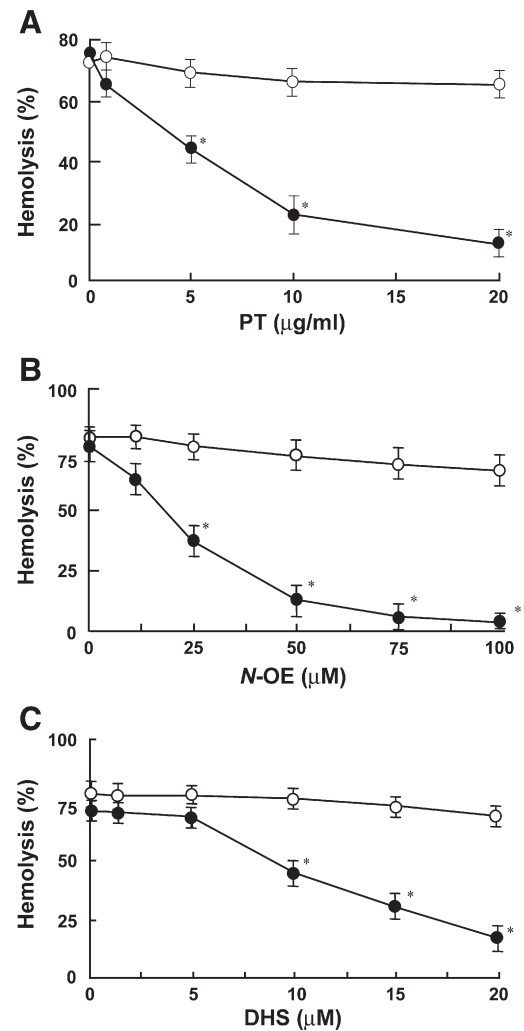 A
80
60
40
20
0
Hemolysis (%)
0 5 10 15 20
PT (μg/ml)
* * *
B
100
75
50
25
0
Hemolysis (%)
0 25 50 75 100
N-OE (μM)
* * * *
C
100
75
50
25
0
Hemolysis (%)
0 5 10 15 20
DHS (μM)
* * *